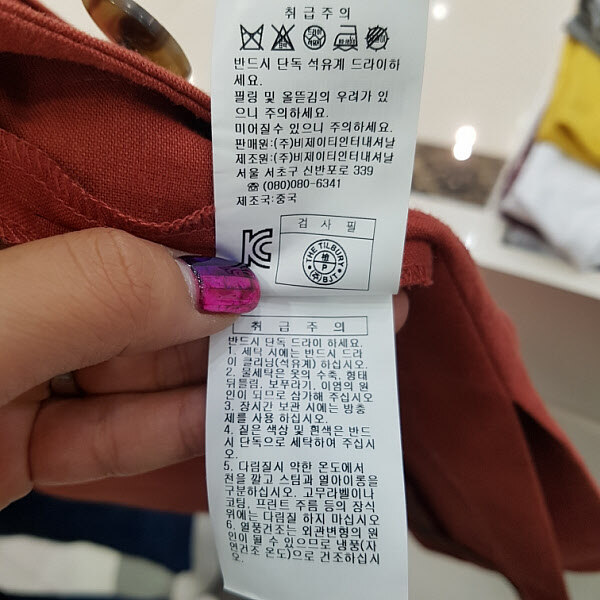 취급주의
반드시 단독 석유계 드라이하
세요.
필링 및 올뜯김의 우려가 있
으니 주의하세요.
미어질수 있으니 주의하세요.
판매원:(주)비제이티인터내셔날
제조원:(주)비제이티인터내셔날
서울 서초구 신반포로 339
☎ (080)080-6341
제조국:중국
검사필
THE TILBURY
P
(주)BJT
취급주의
반드시 단독 드라이 하세요.
1. 세탁 시에는 반드시 드라
이 클리닝(석유계) 하십시오.
2. 물세탁은 옷의 수축, 형태
뒤틀림, 보푸라기, 이염의 원
인이 되므로 삼가해 주십시오
3. 장시간 보관 시에는 방충
제를 사용 하십시오.
4. 짙은 색상 및 흰색은 반드
시 단독으로 세탁하여 주십시
오.
5. 다림질시 약한 온도에서
천을 깔고 스팀과 열아이롱을
구분하십시오. 고무라벨이나
코팅, 프린트 주름 등의 장식
위에는 다림질 하지 마십시오
6. 열풍건조는 외관변형의 원
인이 될 수 있으므로 냉풍(자
연건조 온도)으로 건조하십시
오.